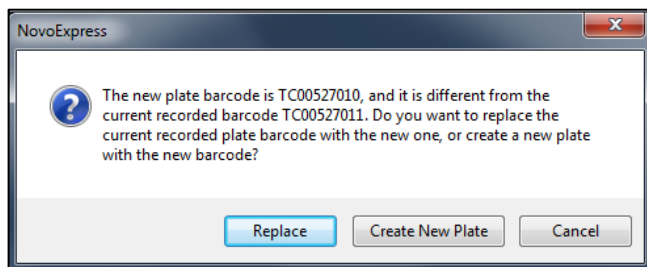 NovoExpress
The new plate barcode is TC00527010, and it is different from the
current recorded barcode TC00527011. Do you want to replace the
current recorded plate barcode with the new one, or create a new plate
with the new barcode?
Replace Create New Plate Cancel